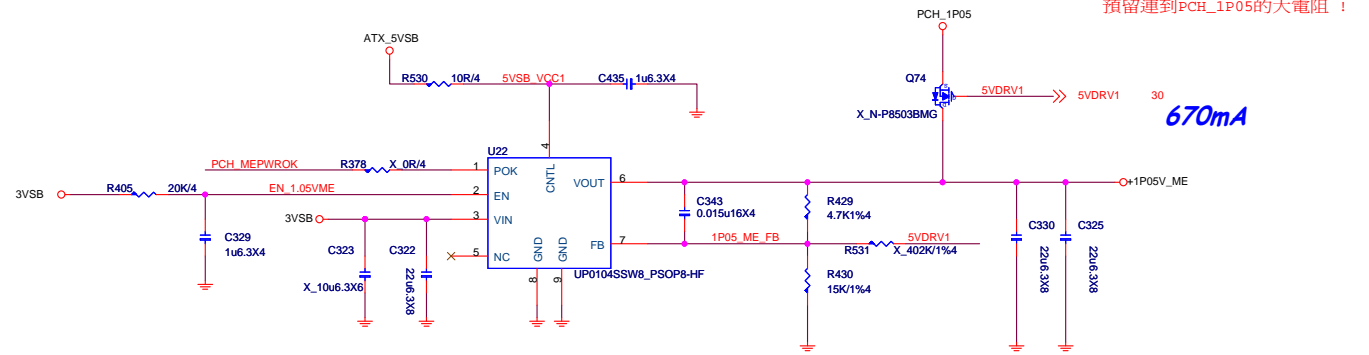 預留連到PCH_1P05的大電阻 !
PCH_1P05
ATX_5VSB
R530 10R/4 5VSB_VCC1 C435 1u6.3X4
Q74
5VDRV1 5VDRV1 30
X_N-P8503BMG
670mA
U22
PCH_MEPWROK R378 X_0R/4 1 POK
4 CNTL
VOUT 6
3VSB R405 20K/4 EN_1.05VME 2 EN
+1P05V_ME
3VSB 3 VIN
C343
0.015u16X4
R429
4.7K1%4
C329
1u6.3X4
C323
X_10u6.3X6
C322
22u6.3X8
5 NC
GND GND
8 9
FB 7 1P05_ME_FB
R531 X_402K/1%4 5VDRV1
UP0104SSW8_PSOP8-HF
R430
15K/1%4
C330
22u6.3X8
C325
22u6.3X8